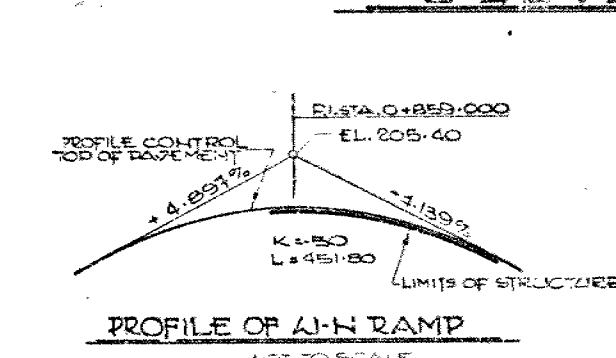 P.I.STA. 0+859.000
EL. 205.40
PROFILE CONTROL
TOP OF PAVEMENT
+4.897%
-4.139%
K=-50
L=451.80
LIMITS OF STRUCTURE
PROFILE OF W-N RAMP
NOT TO SCALE